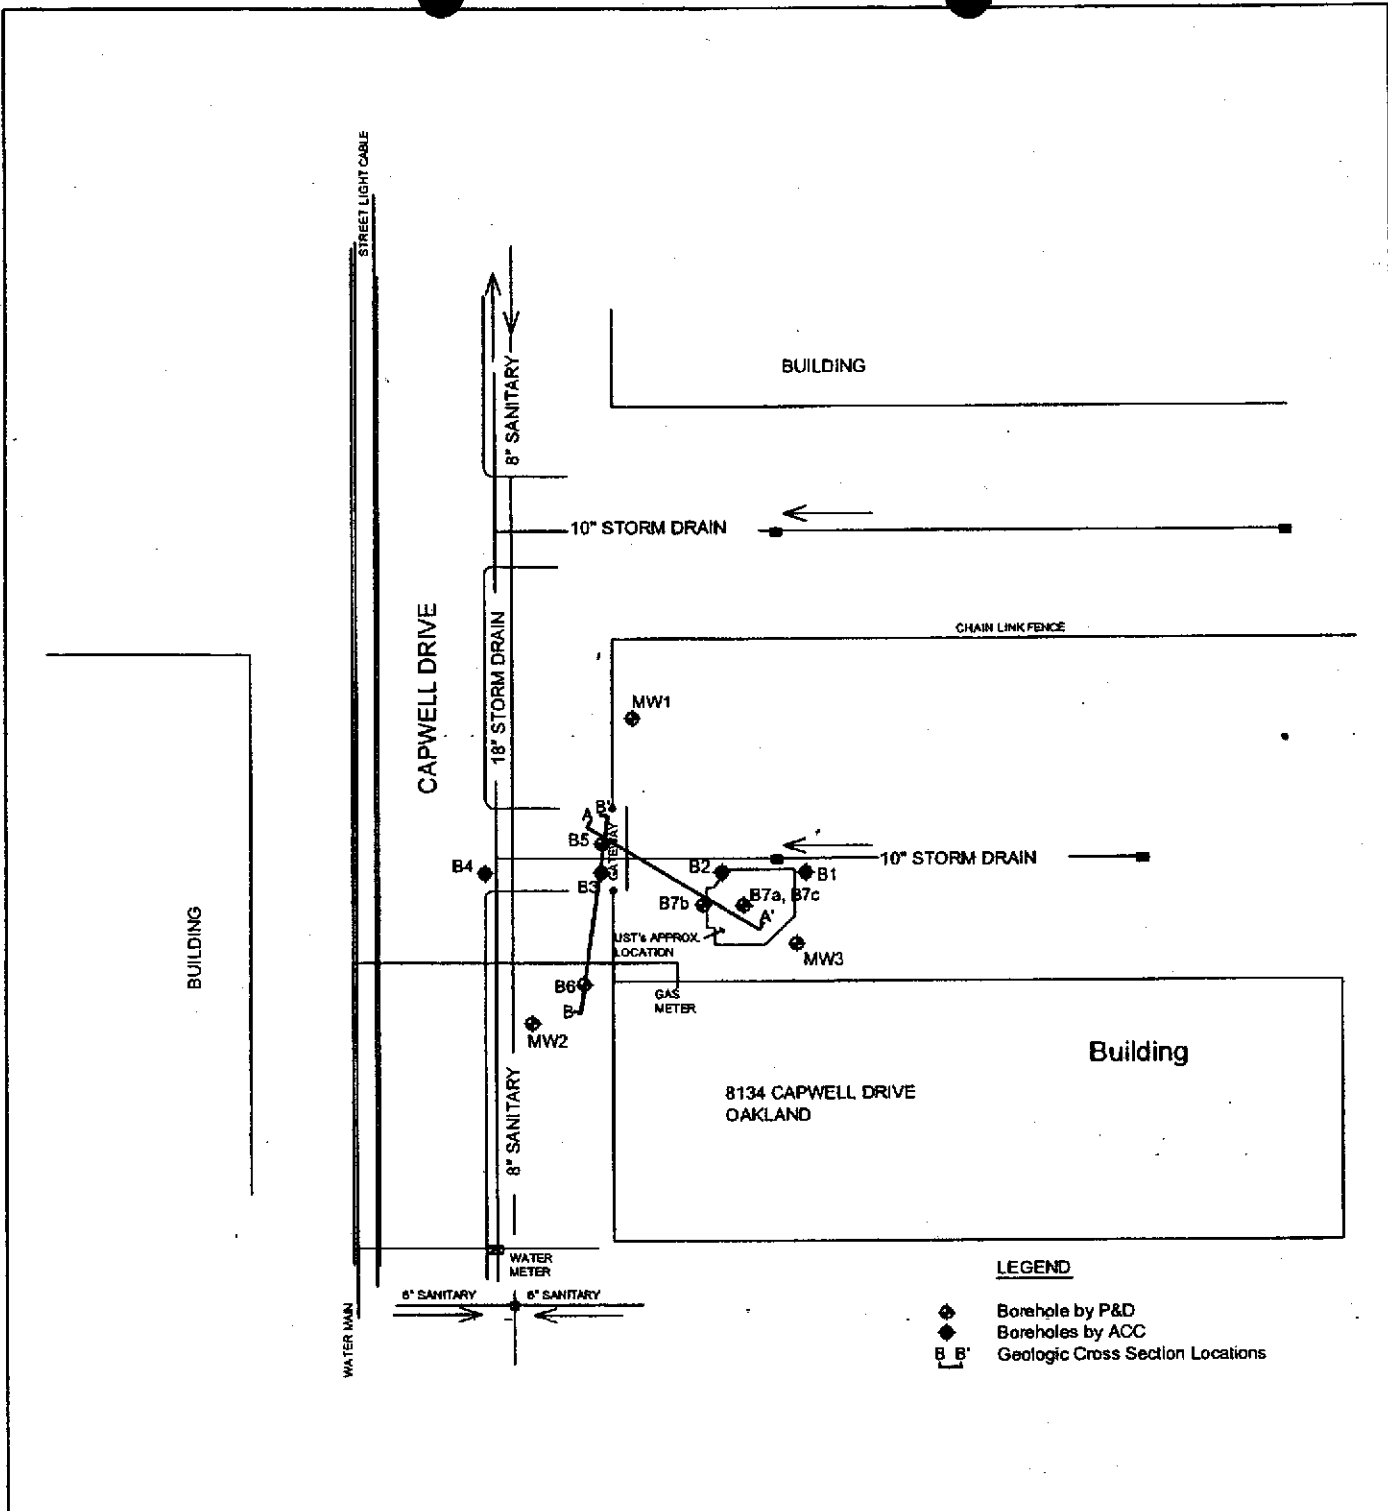 STREET LIGHT CABLE
BUILDING
8" SANITARY
10" STORM DRAIN
CAPWELL DRIVE
18" STORM DRAIN
CHAIN LINK FENCE
MW1
A
B'
GATEWAY
B5
B4
B3
B2
B1
10" STORM DRAIN
B7b
B7a, B7c
A'
UST's APPROX.
LOCATION
MW3
BUILDING
B6
B
GAS
METER
MW2
Building
8134 CAPWELL DRIVE
OAKLAND
8" SANITARY
WATER
METER
6" SANITARY
6" SANITARY
WATER MAIN
LEGEND
Borehole by P&D
Boreholes by ACC
B B' Geologic Cross Section Locations